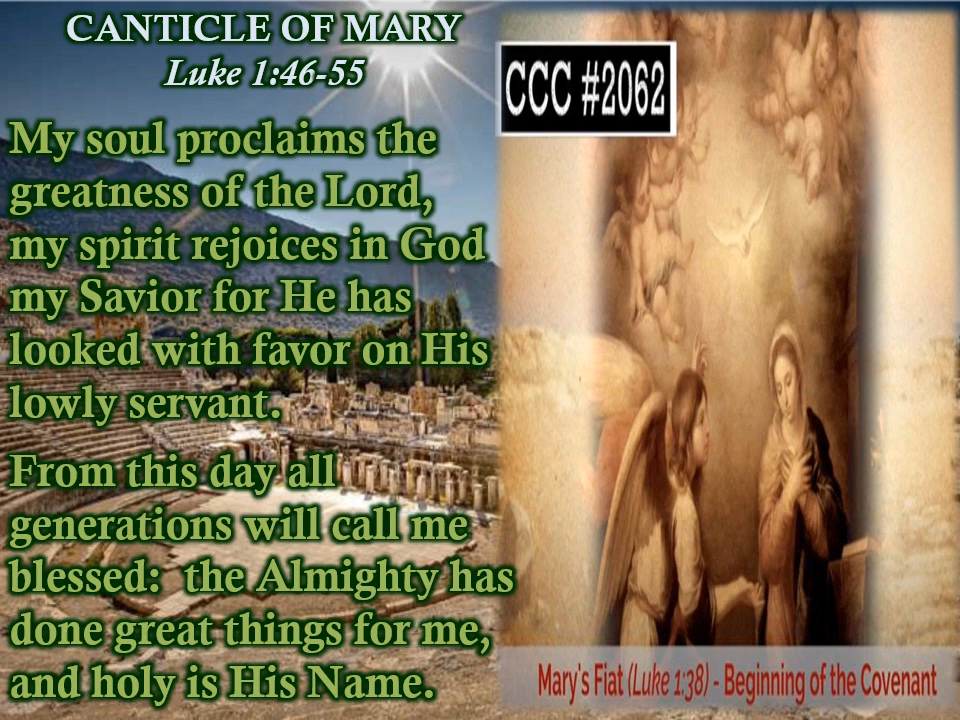 CANTICLE OF MARY
Luke 1:46-55
My soul proclaims the
greatness of the Lord,
my spirit rejoices in God
my Savior for He has
looked with favor on His
lowly servant.
From this day all
generations will call me
blessed:  the Almighty has
done great things for me,
and holy is His Name.
CCC #2062
Mary's Fiat (Luke 1:38) - Beginning of the Covenant